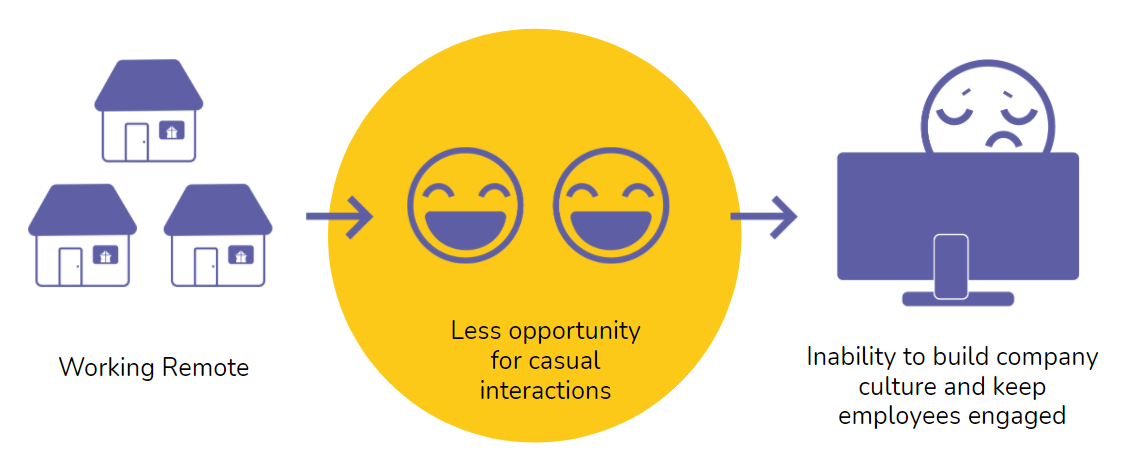 Working Remote
Less opportunity
for casual
interactions
Inability to build company
culture and keep
employees engaged